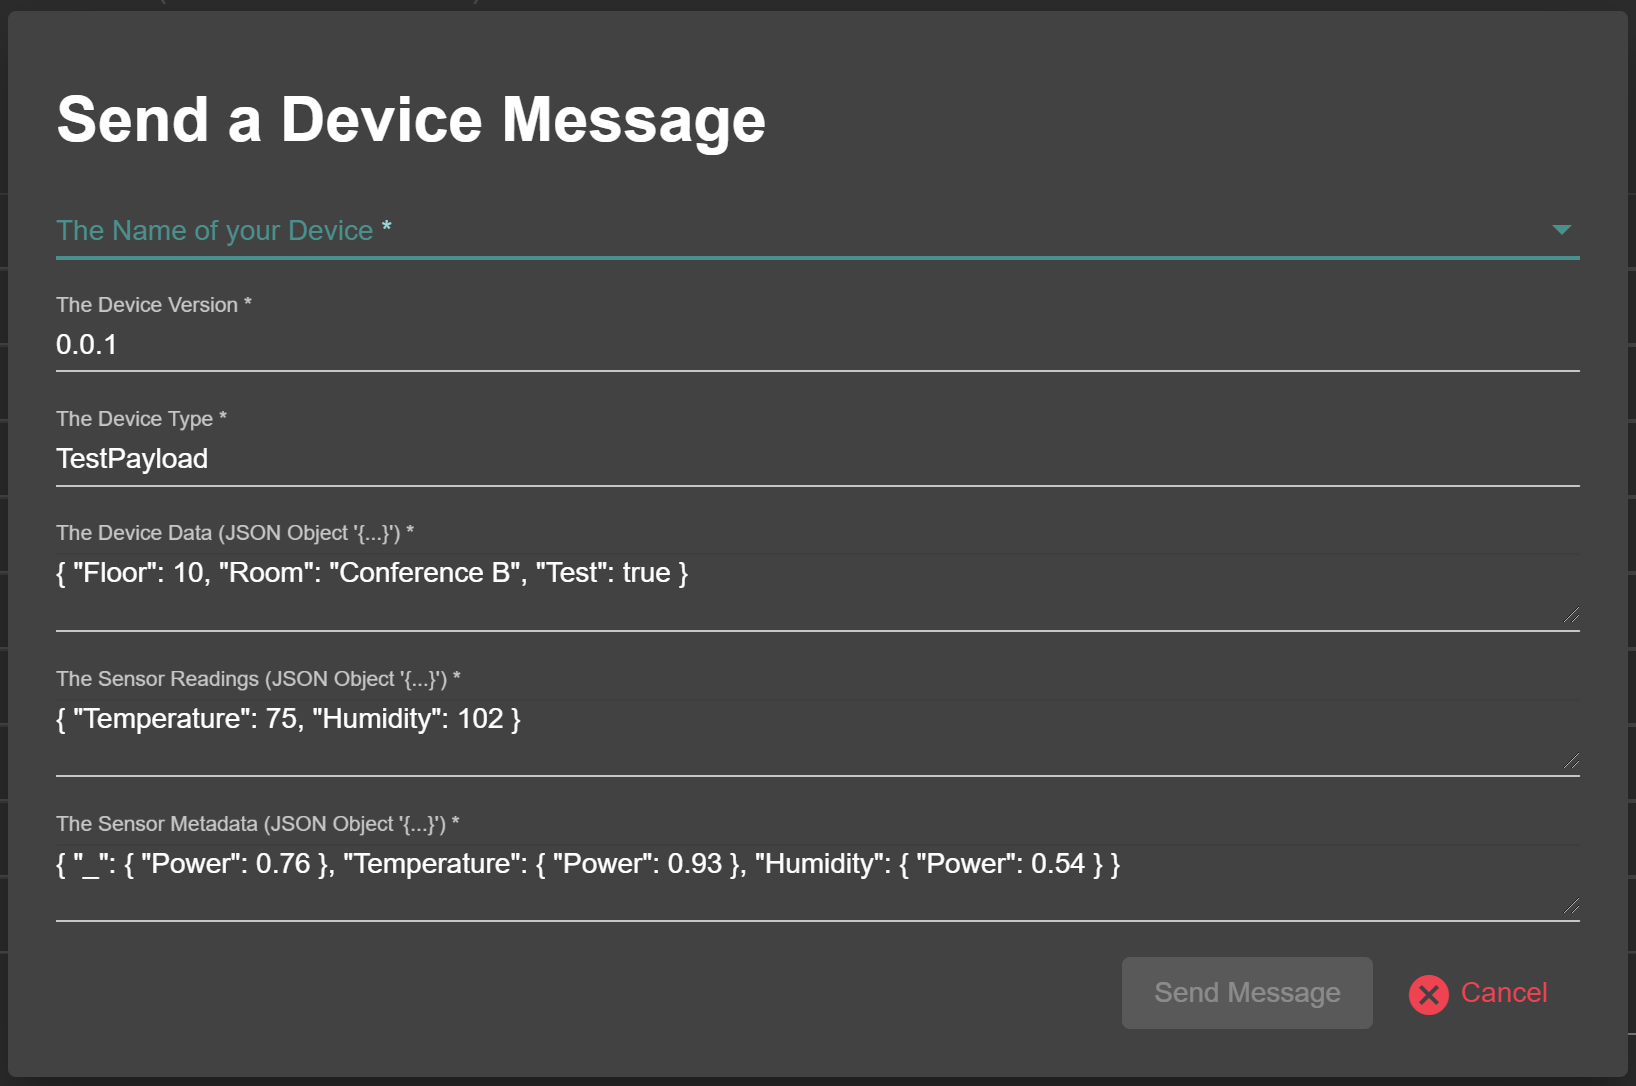 Send a Device Message
The Name of your Device *
The Device Version *
0.0.1
The Device Type *
TestPayload
The Device Data (JSON Object '{...}') *
{ "Floor": 10, "Room": "Conference B", "Test": true }
The Sensor Readings (JSON Object '{...}') *
{ "Temperature": 75, "Humidity": 102 }
The Sensor Metadata (JSON Object '{...}') *
{ "_": { "Power": 0.76 }, "Temperature": { "Power": 0.93 }, "Humidity": { "Power": 0.54 } }
Send Message
Cancel